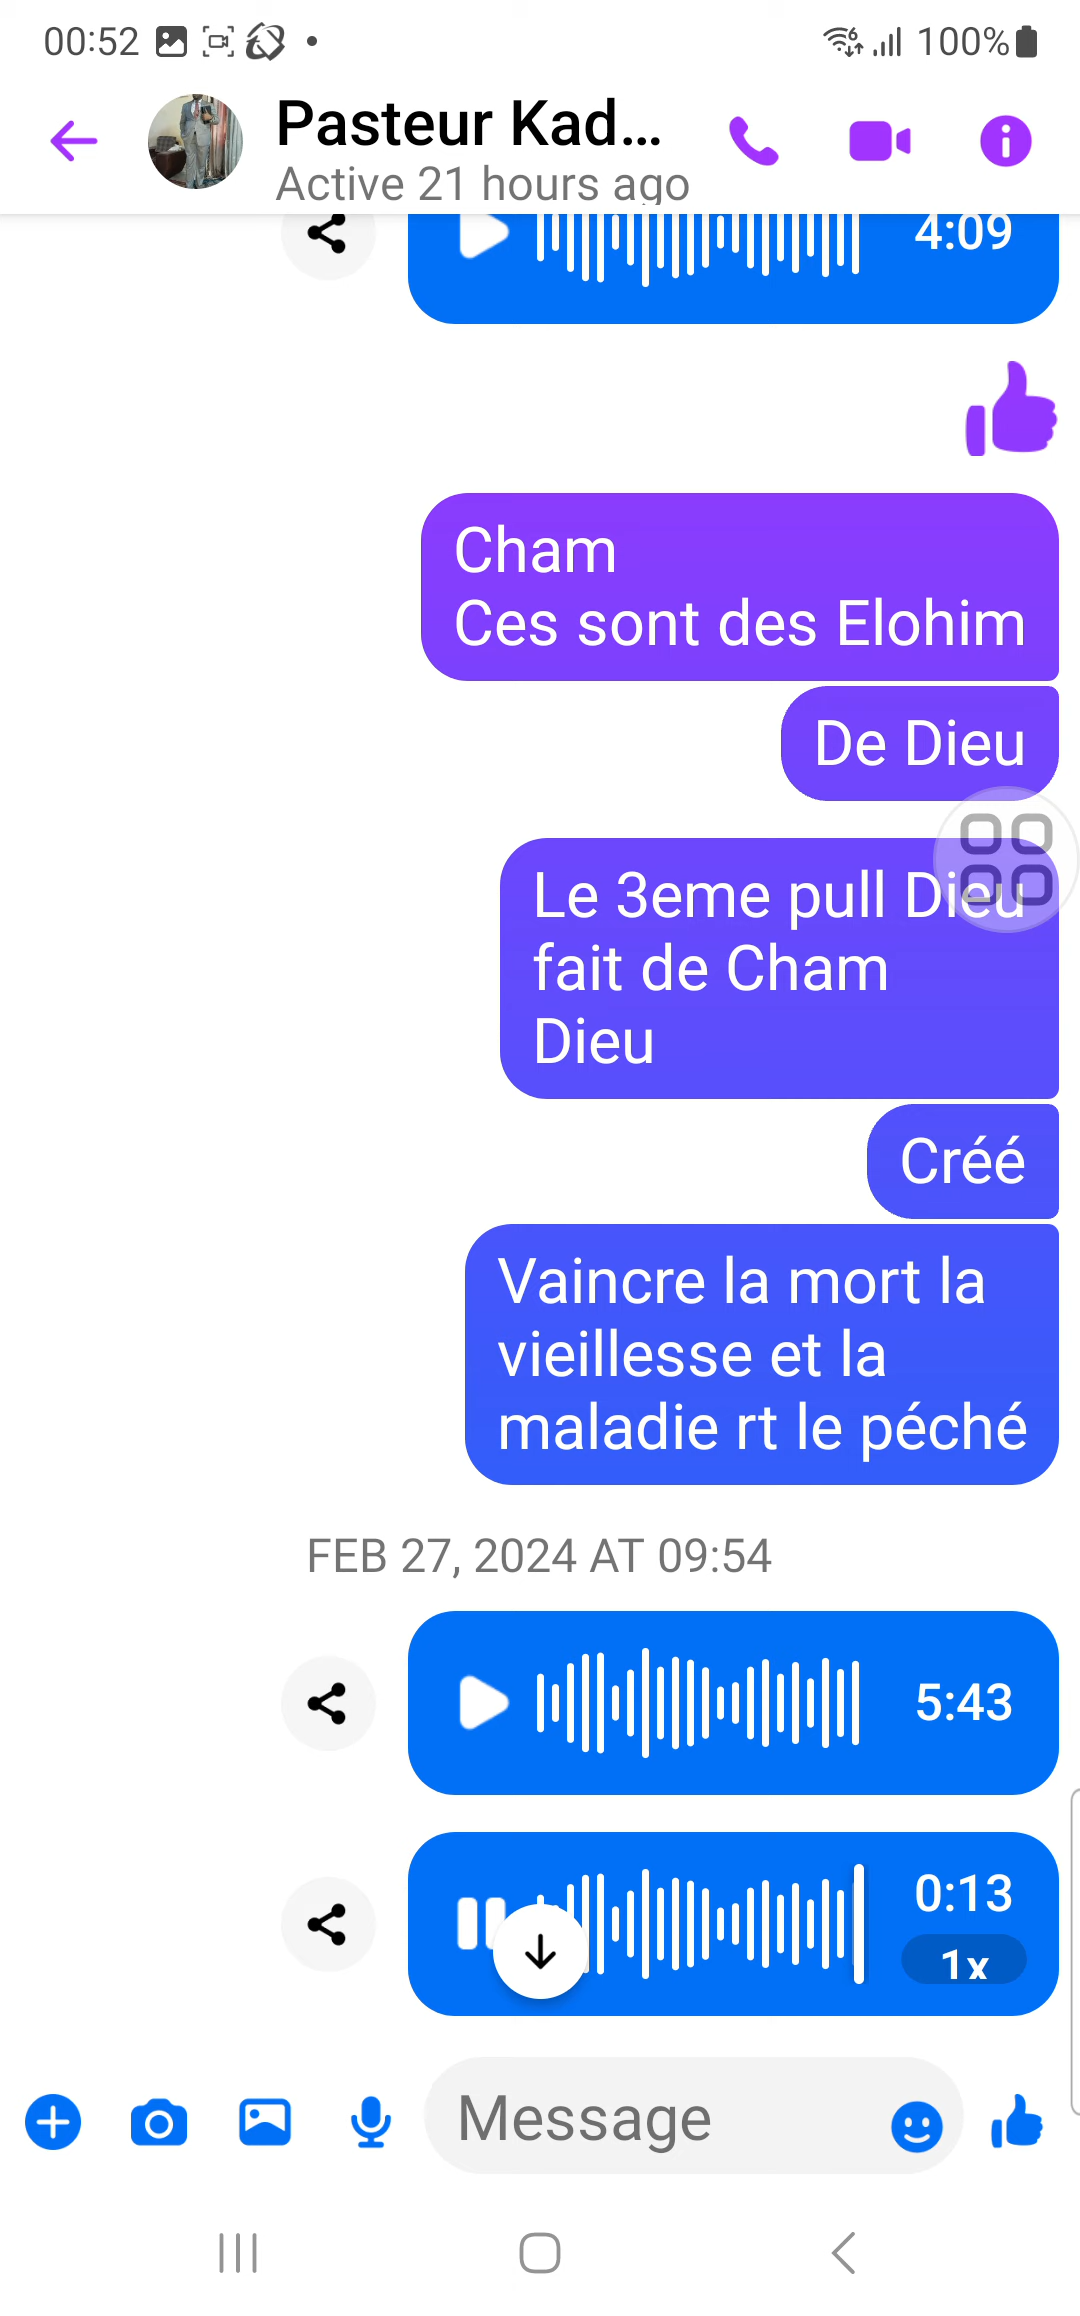 00:52
100%
Pasteur Kad...
Active 21 hours ago
4:09
Cham
Ces sont des Elohim
De Dieu
Le 3eme pull Dieu
fait de Cham
Dieu
Créé
Vaincre la mort la
vieillesse et la
maladie rt le péché
FEB 27, 2024 AT 09:54
5:43
0:13
1x
Message